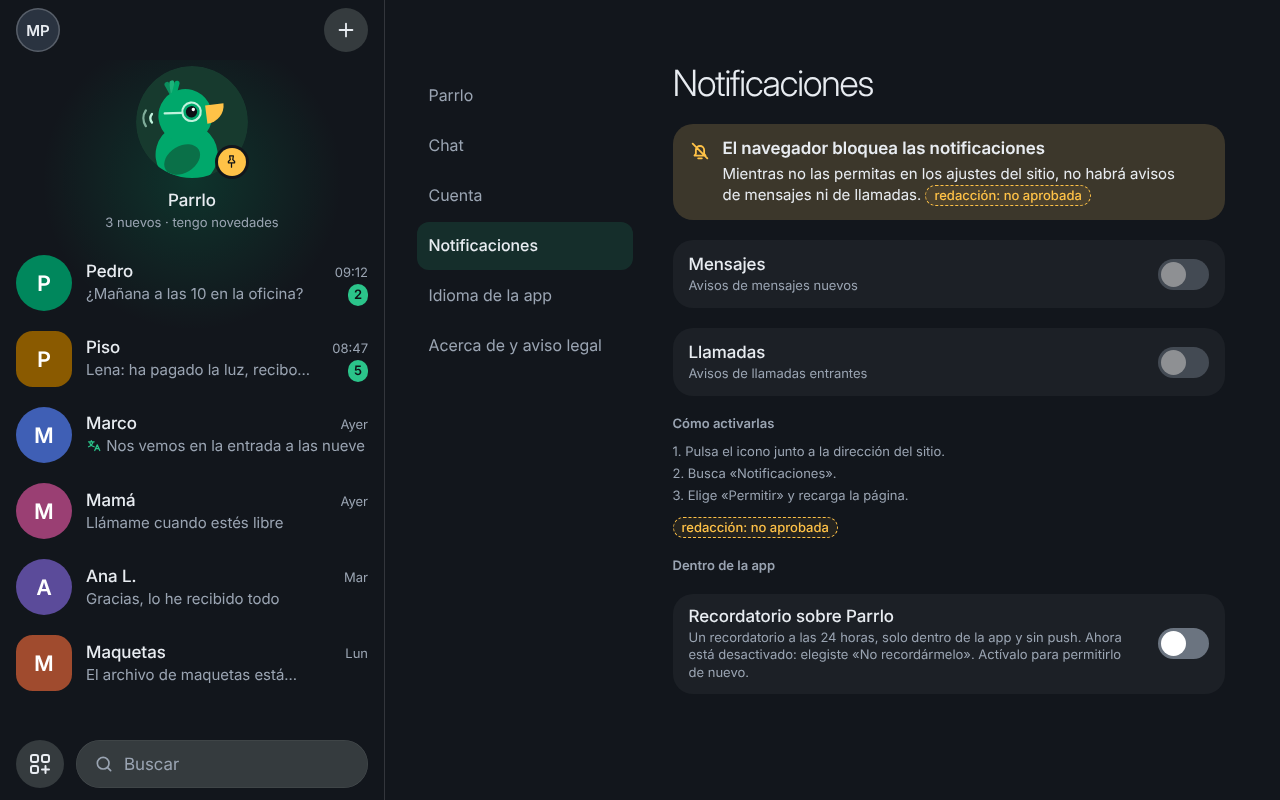 MP
Parrlo
3 nuevos · tengo novedades
P
Pedro
09:12
¿Mañana a las 10 en la oficina?
2
P
Piso
08:47
Lena: ha pagado la luz, recibo...
5
M
Marco
Ayer
Nos vemos en la entrada a las nueve
M
Mamá
Ayer
Llámame cuando estés libre
A
Ana L.
Mar
Gracias, lo he recibido todo
M
Maquetas
Lun
El archivo de maquetas está...
Buscar
Parrlo
Chat
Cuenta
Notificaciones
Idioma de la app
Acerca de y aviso legal
Notificaciones
El navegador bloquea las notificaciones
Mientras no las permitas en los ajustes del sitio, no habrá avisos
de mensajes ni de llamadas. redacción: no aprobada
Mensajes
Avisos de mensajes nuevos
Llamadas
Avisos de llamadas entrantes
Cómo activarlas
1. Pulsa el icono junto a la dirección del sitio.
2. Busca «Notificaciones».
3. Elige «Permitir» y recarga la página.
redacción: no aprobada
Dentro de la app
Recordatorio sobre Parrlo
Un recordatorio a las 24 horas, solo dentro de la app y sin push. Ahora
está desactivado: elegiste «No recordármelo». Actívalo para permitirlo
de nuevo.